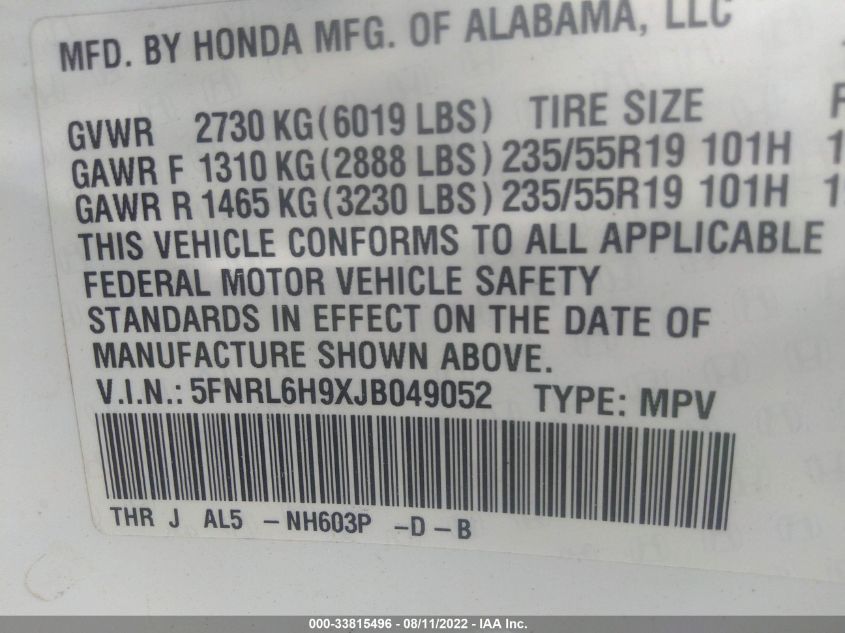 MFD. BY HONDA MFG. OF ALABAMA, LLC
GVWR 2730 KG (6019 LBS) TIRE SIZE
GAWR F 1310 KG (2888 LBS) 235/55R19 101H
GAWR R 1465 KG (3230 LBS) 235/55R19 101H
THIS VEHICLE CONFORMS TO ALL APPLICABLE
FEDERAL MOTOR VEHICLE SAFETY
STANDARDS IN EFFECT ON THE DATE OF
MANUFACTURE SHOWN ABOVE.
V.I.N.: 5FNRL6H9XJB049052 TYPE: MPV
THR J AL5 -NH603P -D-B
000-33815496 - 08/11/2022 - IAA Inc.